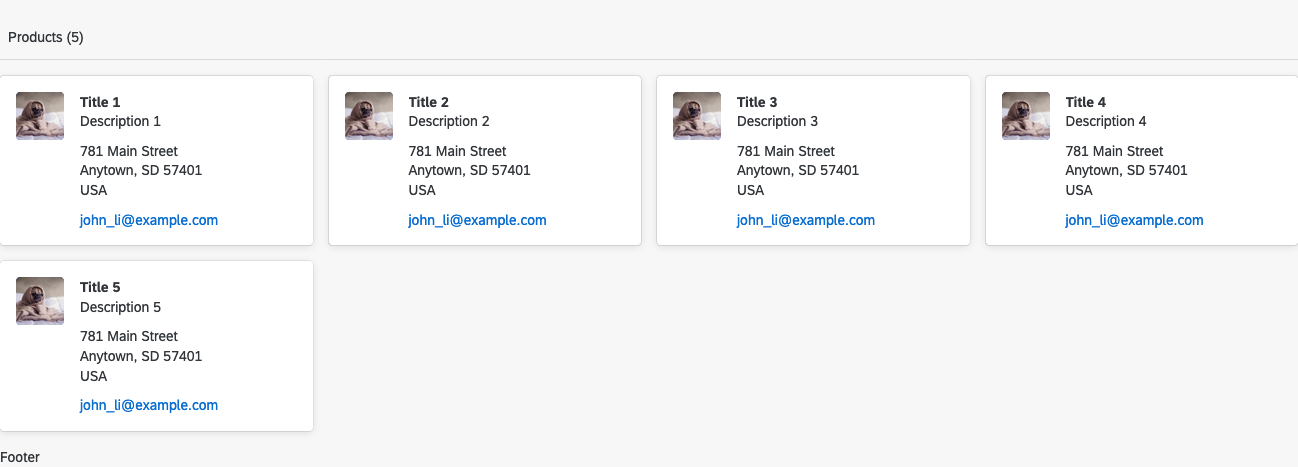 Products (5)
Title 1
Description 1
781 Main Street
Anytown, SD 57401
USA
john_li@example.com
Title 2
Description 2
781 Main Street
Anytown, SD 57401
USA
john_li@example.com
Title 3
Description 3
781 Main Street
Anytown, SD 57401
USA
john_li@example.com
Title 4
Description 4
781 Main Street
Anytown, SD 57401
USA
john_li@example.com
Title 5
Description 5
781 Main Street
Anytown, SD 57401
USA
john_li@example.com
Footer